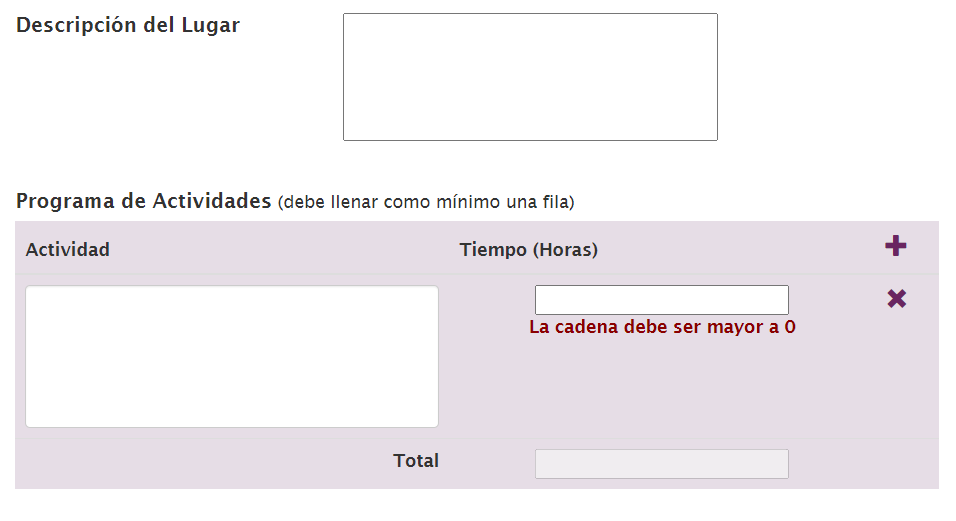 Descripción del Lugar
Programa de Actividades (debe llenar como mínimo una fila)
Actividad Tiempo (Horas)
La cadena debe ser mayor a 0
Total